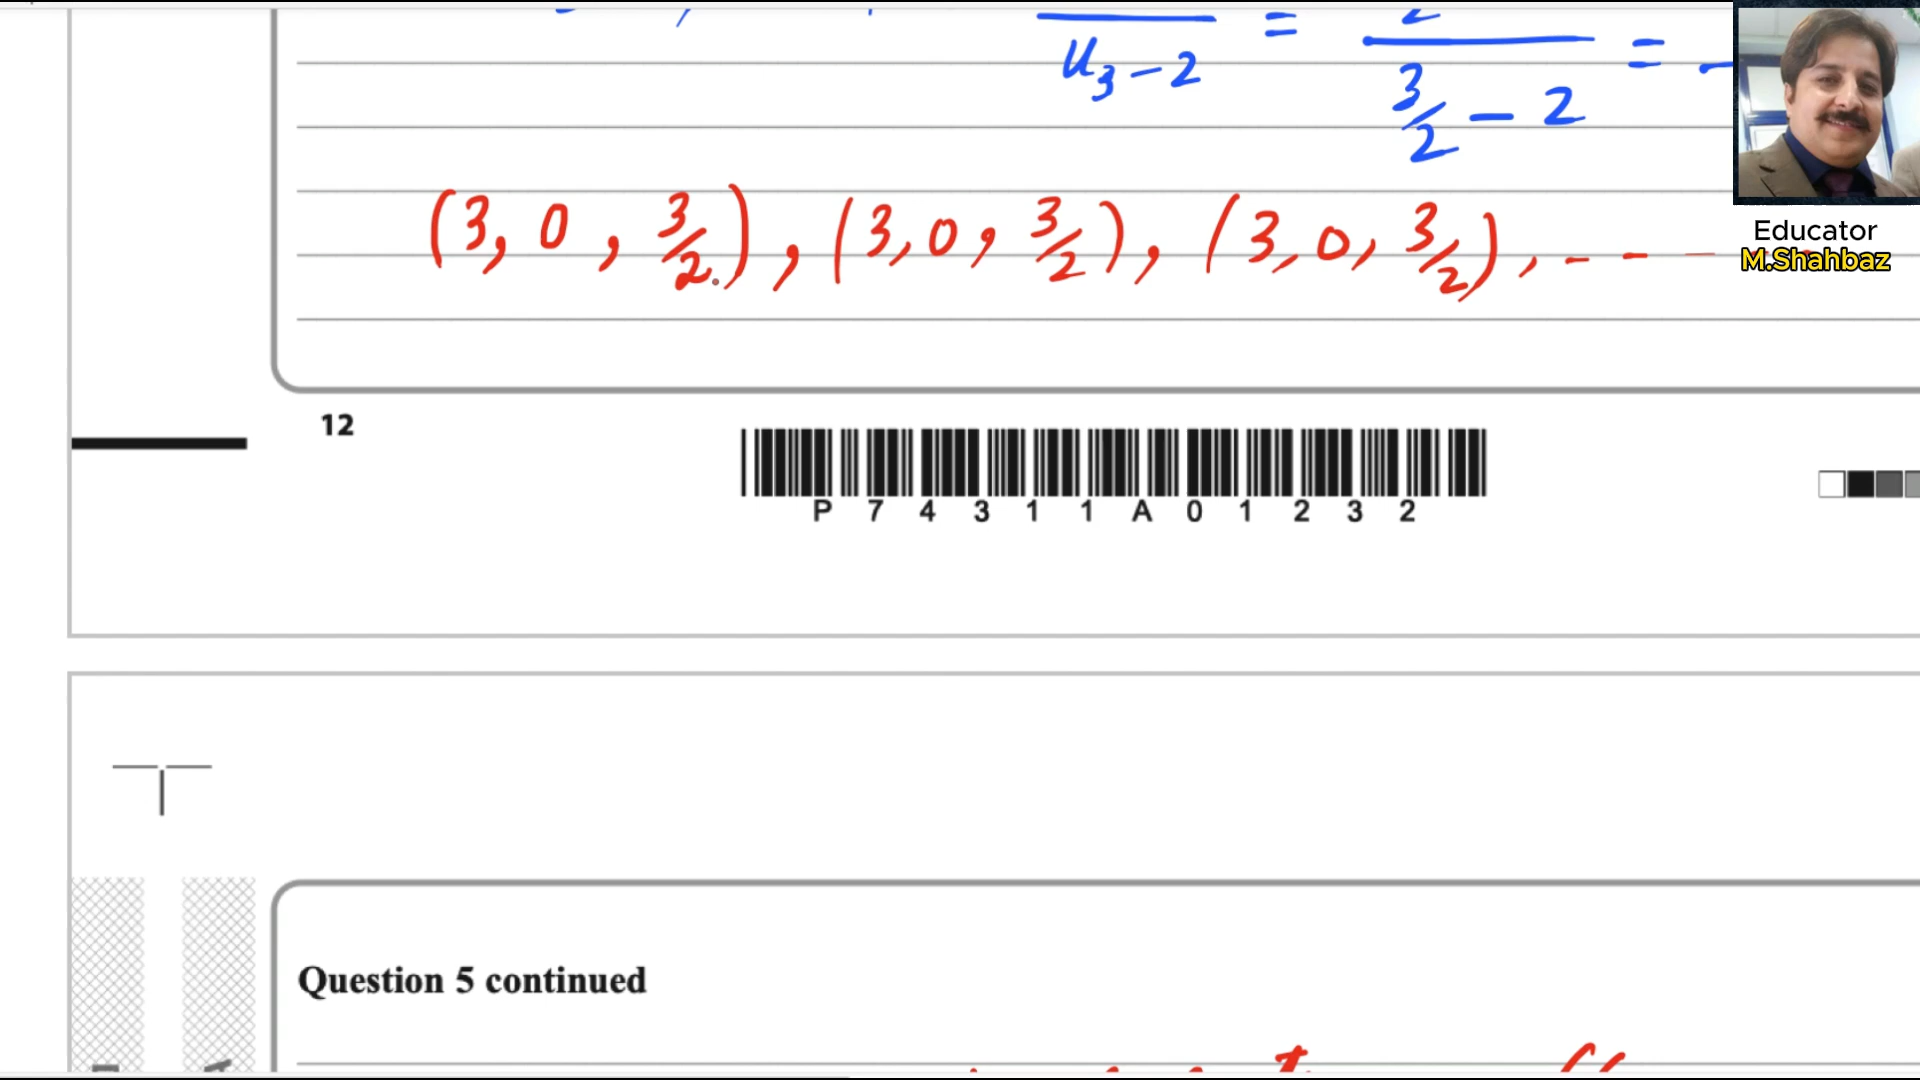 = 2
u₃ - 2 3/2 - 2 = -
(3, 0, 3/2), (3, 0, 3/2), (3, 0, 3/2), - - -
Educator
M.Shahbaz
12
P 7 4 3 1 1 A 0 1 2 3 2
Question 5 continued